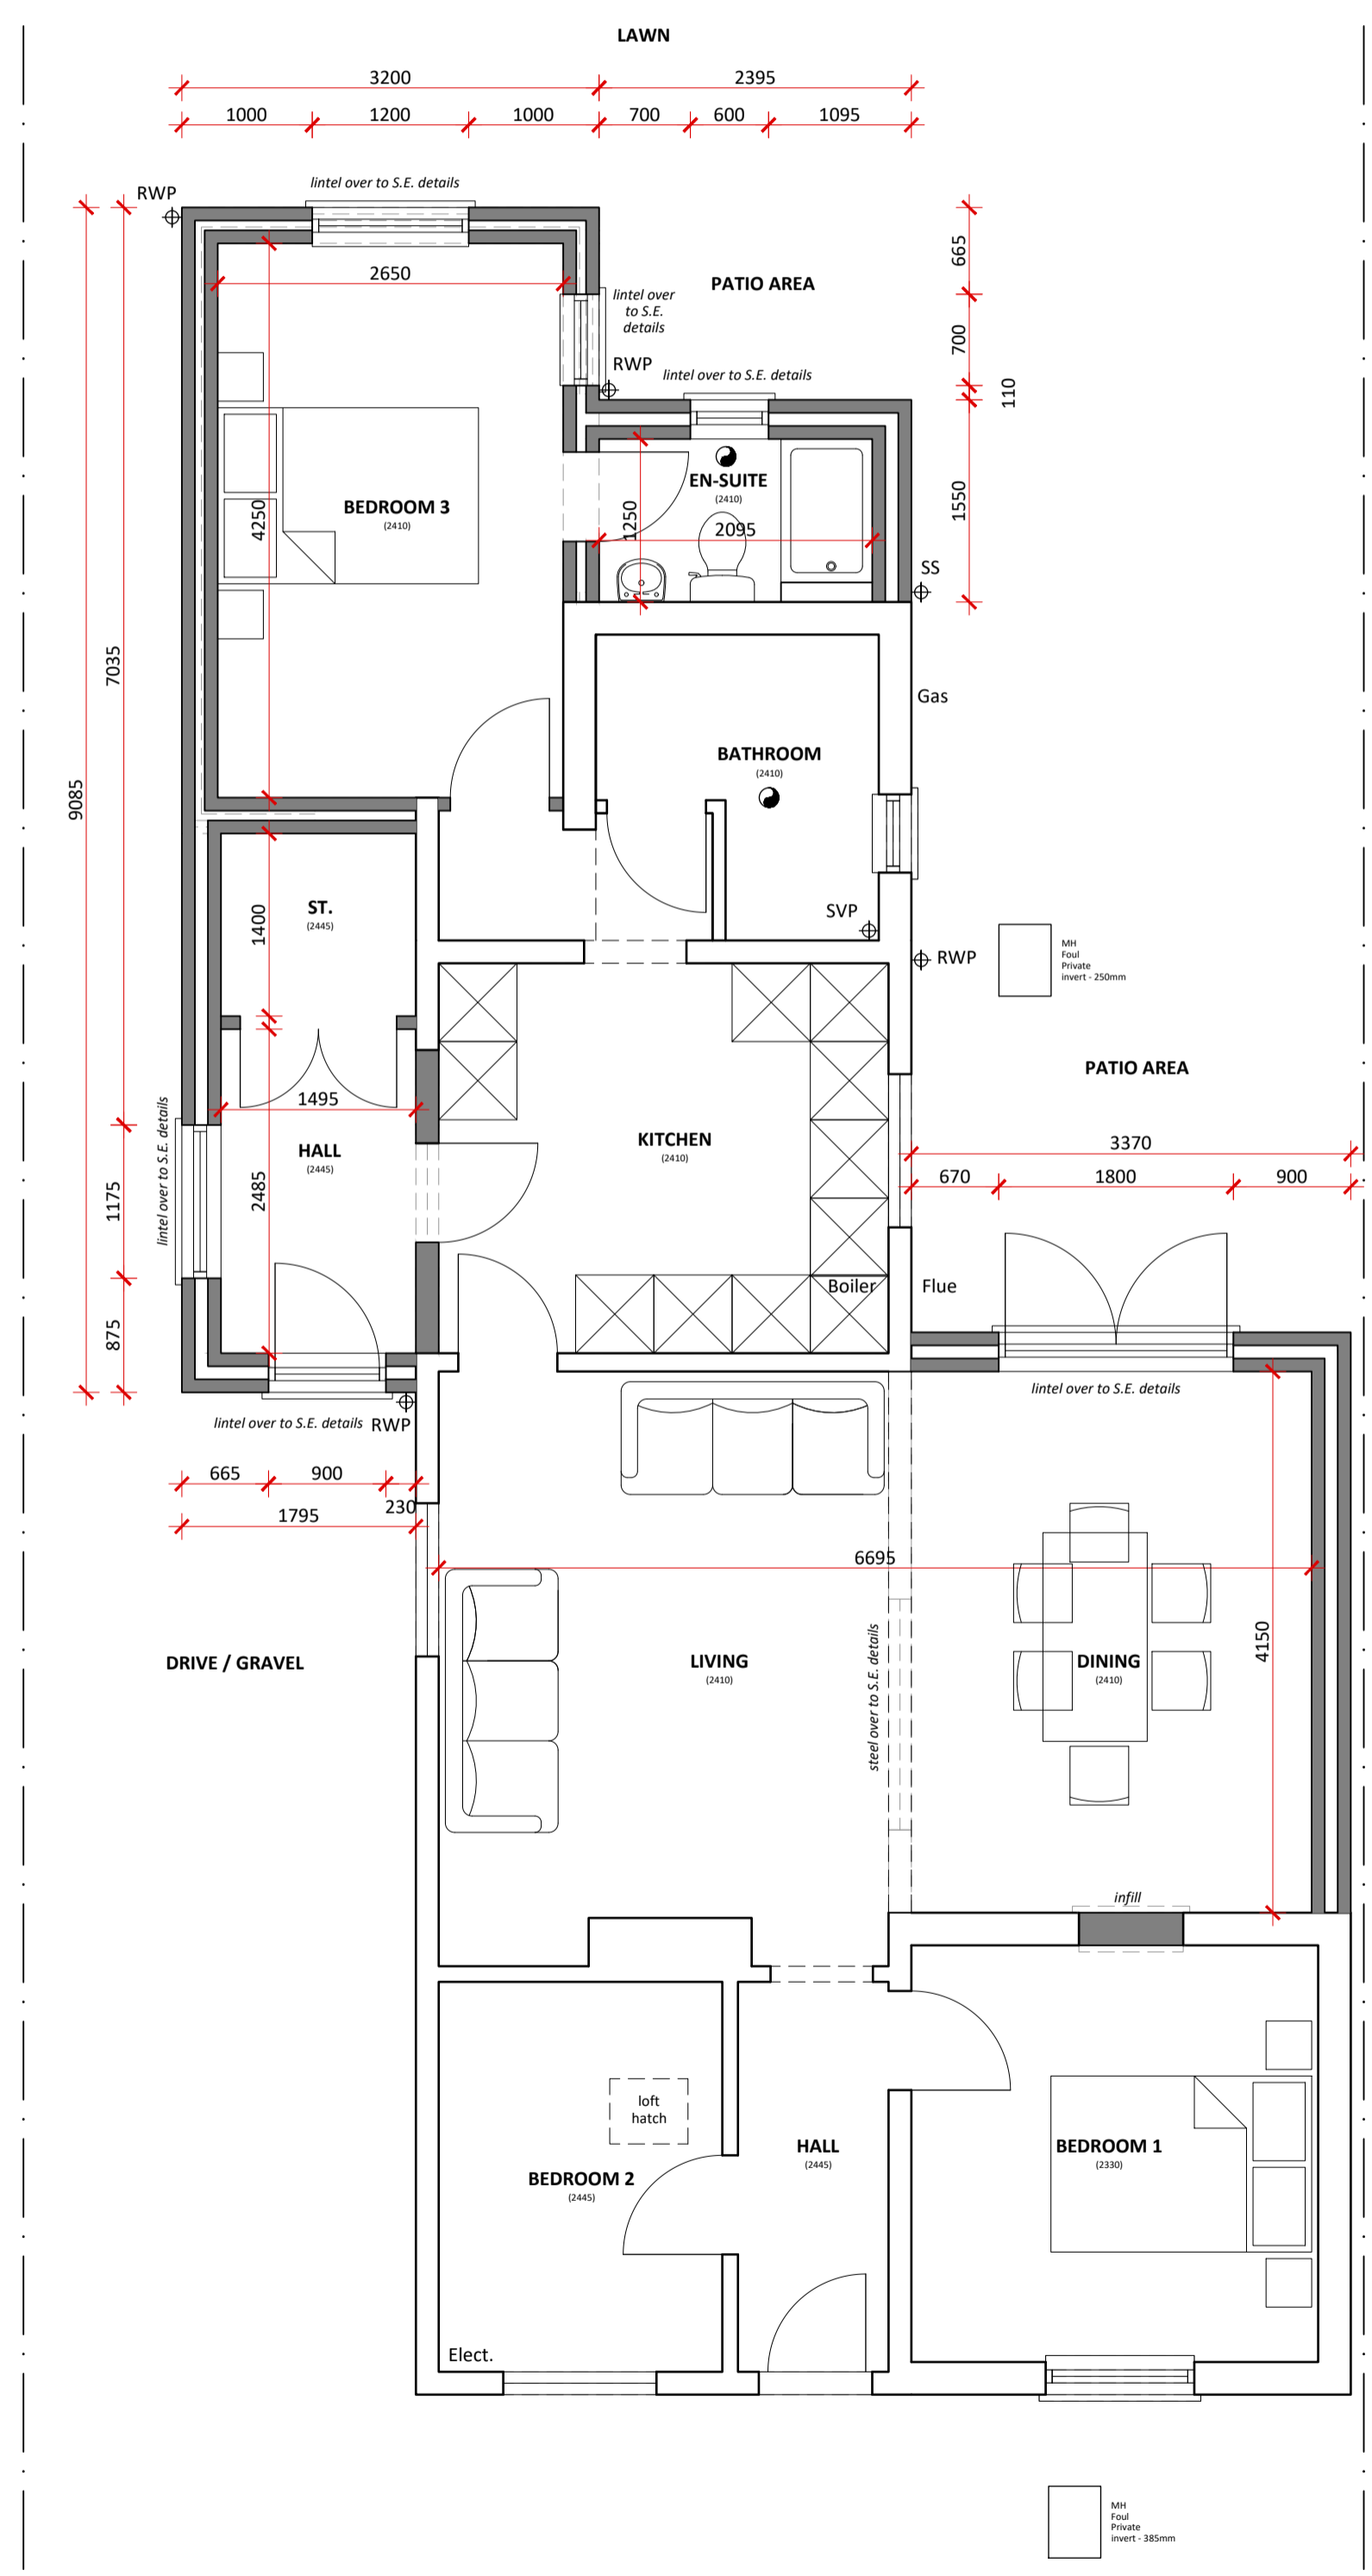 LAWN
3200
2395
1000
1200
1000
700
600
1095
lintel over to S.E. details
RWP
665
2650
PATIO AREA
lintel over
to S.E.
details
700
RWP
lintel over to S.E. details
110
EN-SUITE
(2410)
BEDROOM 3
(2410)
4250
1250
2095
1550
SS
7035
9085
Gas
BATHROOM
(2410)
ST.
(2445)
1400
SVP
RWP
MH
Foul
Private
invert - 250mm
PATIO AREA
1495
lintel over to S.E. details
HALL
(2445)
KITCHEN
(2410)
3370
670
1800
900
1175
2485
Boiler
Flue
875
lintel over to S.E. details
lintel over to S.E. details
RWP
665
900
230
1795
6695
steel over to S.E. details
4150
DRIVE / GRAVEL
LIVING
(2410)
DINING
(2410)
infill
loft
hatch
HALL
(2445)
BEDROOM 1
(2330)
BEDROOM 2
(2445)
Elect.
MH
Foul
Private
invert - 385mm